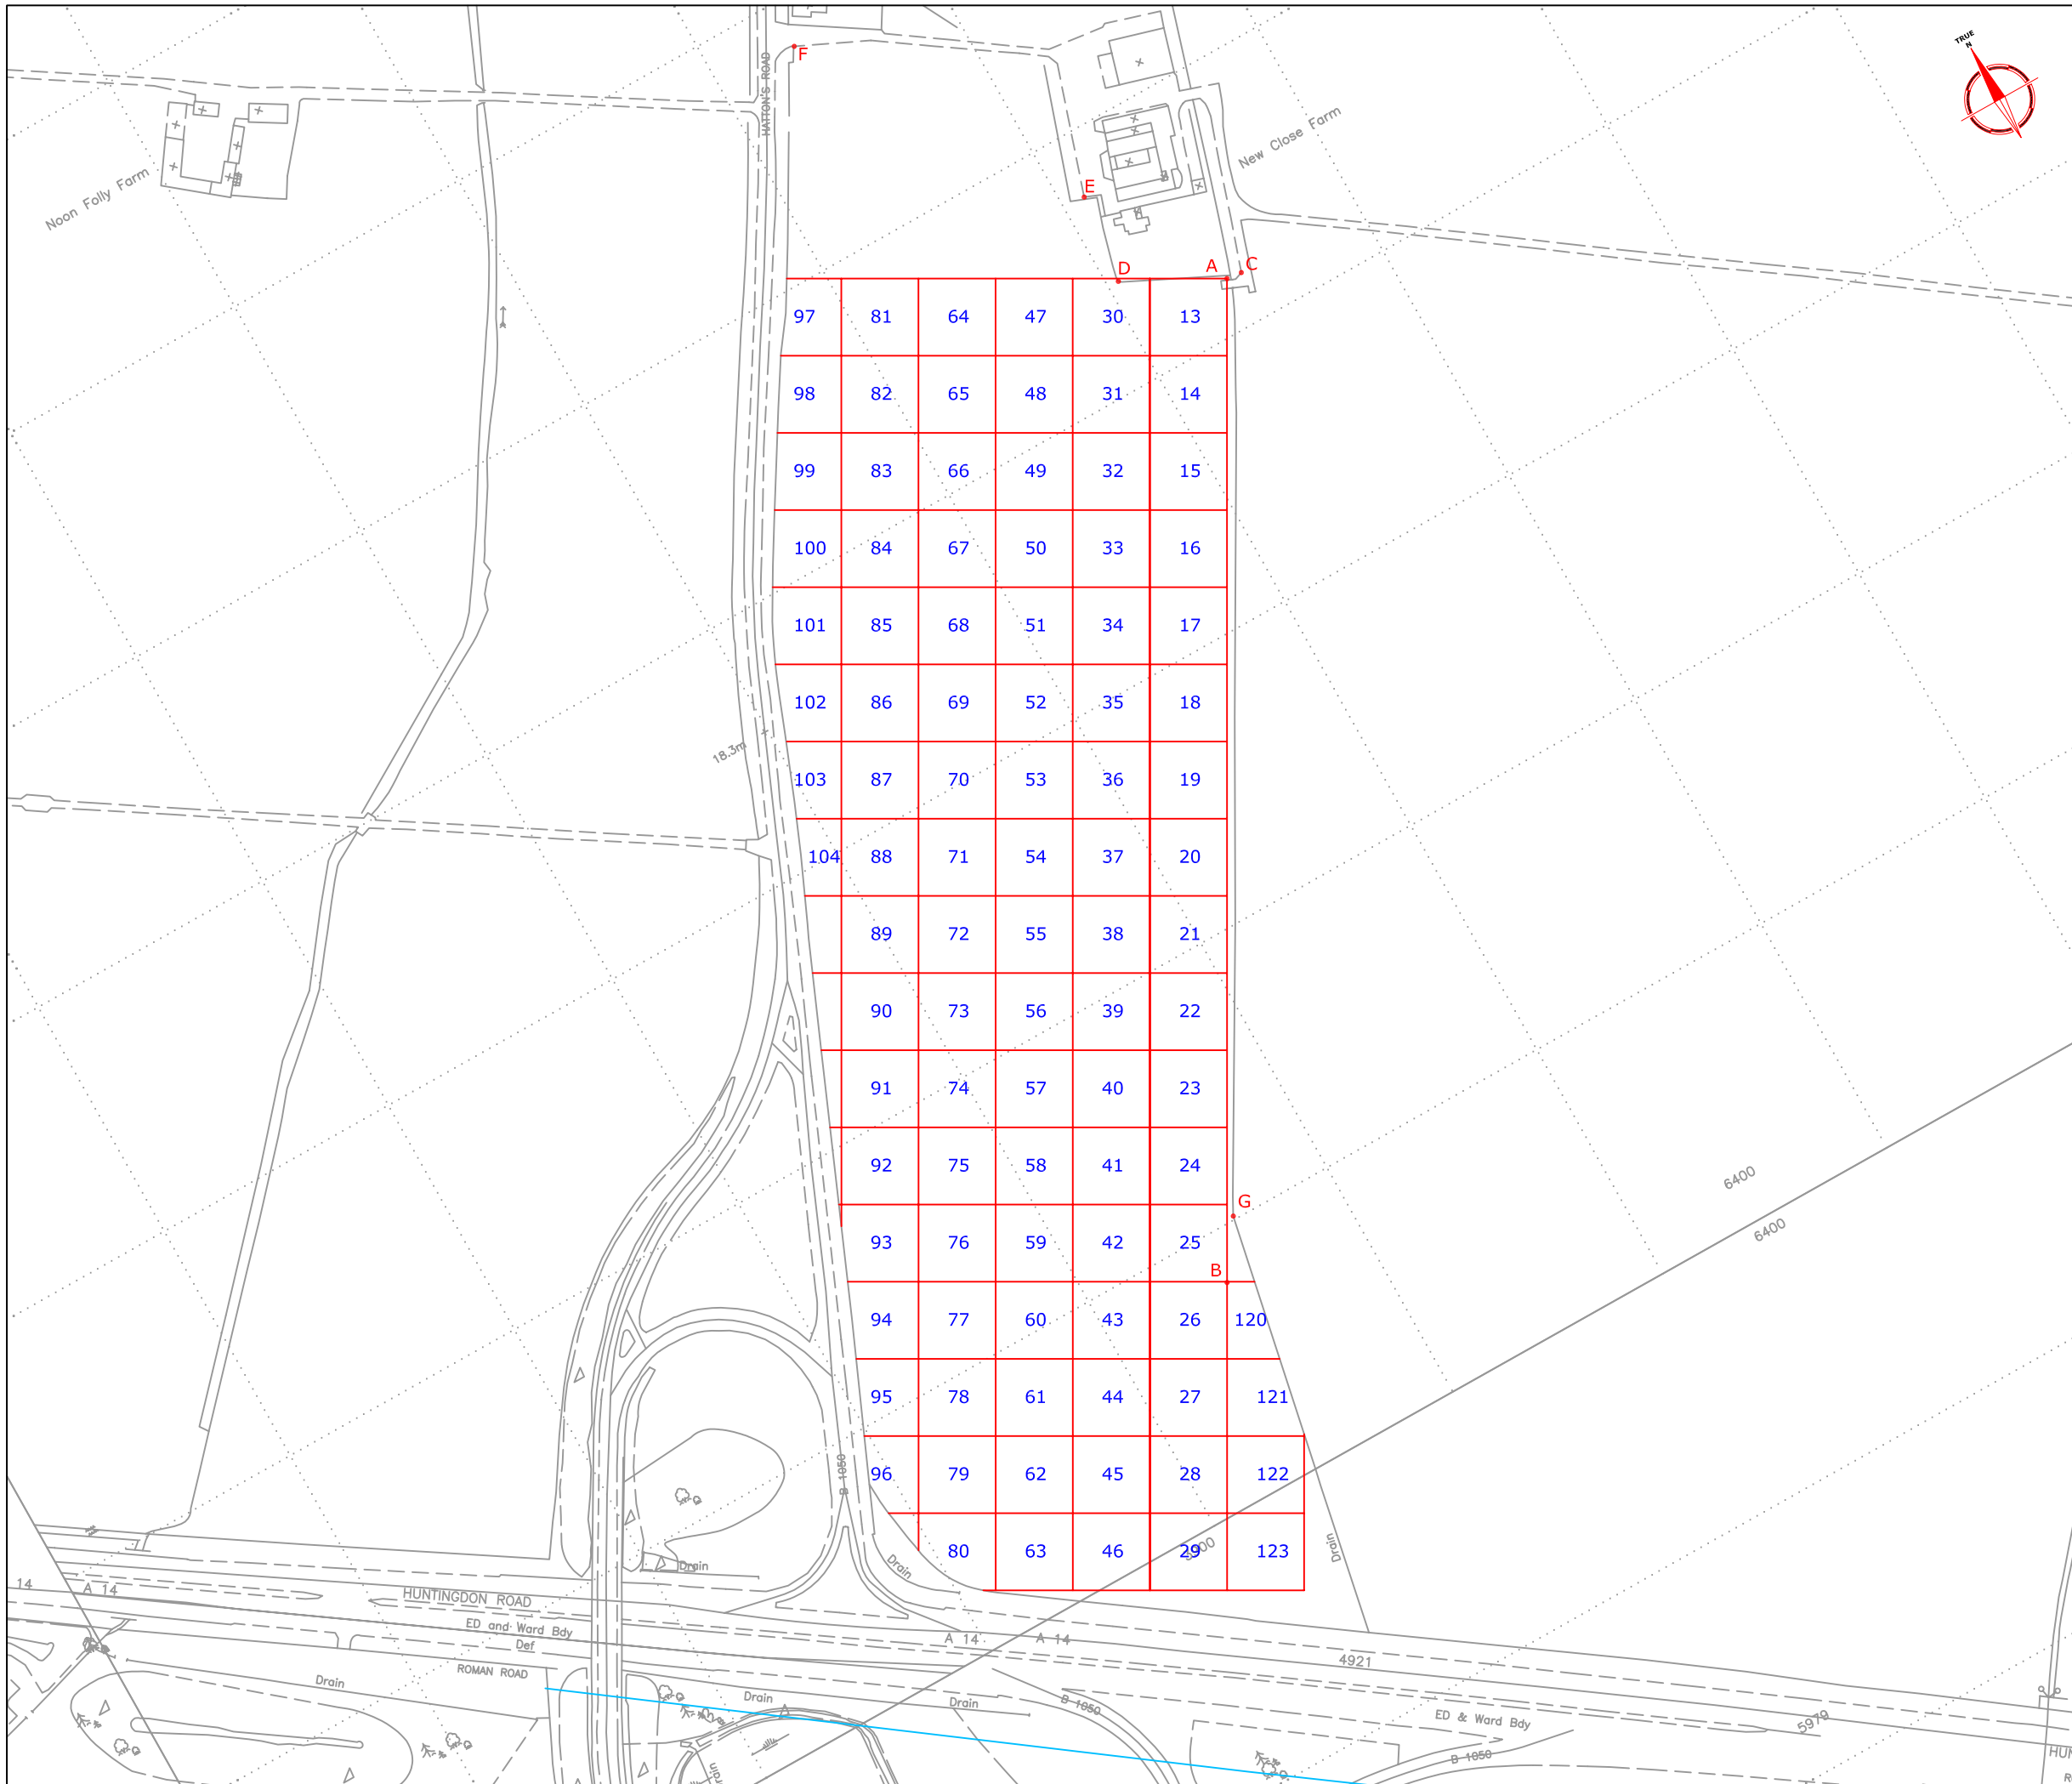 TRUE
N
HATTON'S ROAD
F
Noon Folly Farm
New Close Farm
E
D
A
C
97 81 64 47 30 13
98 82 65 48 31 14
99 83 66 49 32 15
100 84 67 50 33 16
101 85 68 51 34 17
102 86 69 52 35 18
18.3m
103 87 70 53 36 19
104 88 71 54 37 20
89 72 55 38 21
90 73 56 39 22
91 74 57 40 23
92 75 58 41 24
6400
6400
G
93 76 59 42 25
B
94 77 60 43 26 120
95 78 61 44 27 121
96 79 62 45 28 122
B 1050
80 63 46 29 123
Drain
Drain
Drain
14
A 14
HUNTINGDON ROAD
ED and Ward Bdy
Def
A 14
A 14
ROMAN ROAD
4921
Drain
Drain
Drain
B 1050
ED & Ward Bdy
5979
B 1050